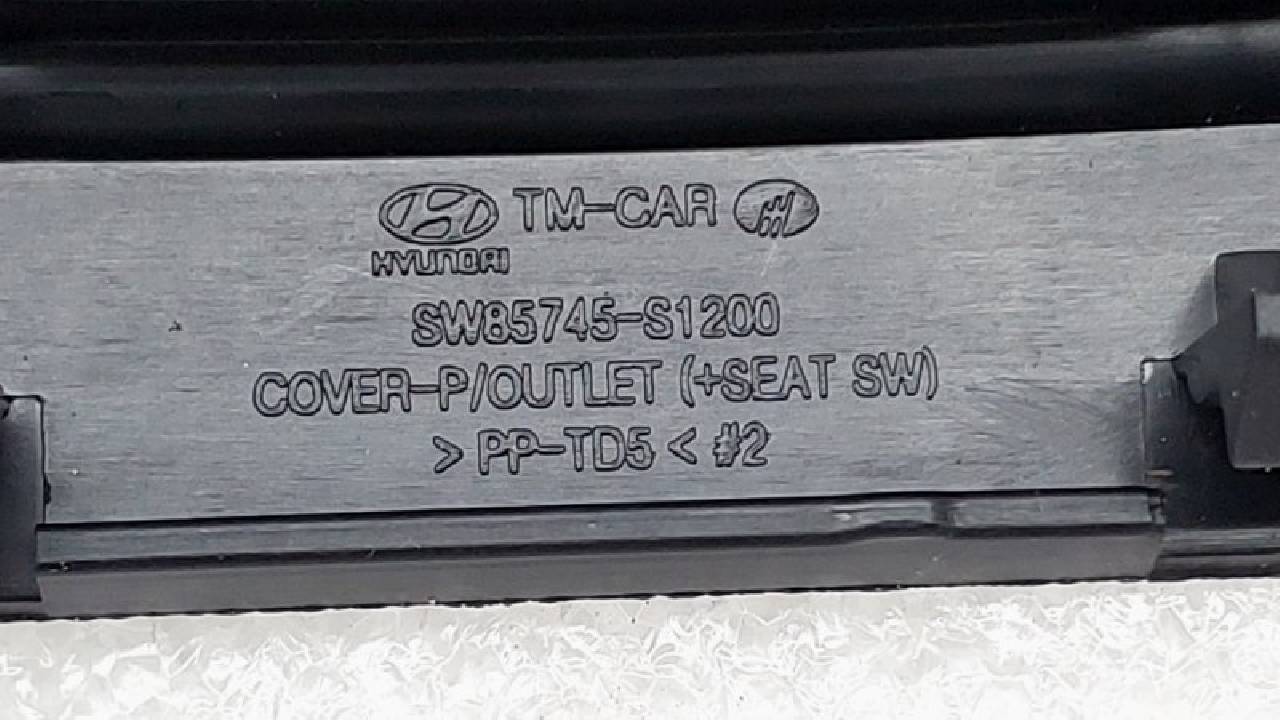 TM-CAR
HYUNDAI
SW85745-S1200
COVER-P/OUTLET (+SEAT SW)
>PP-TD5< #2